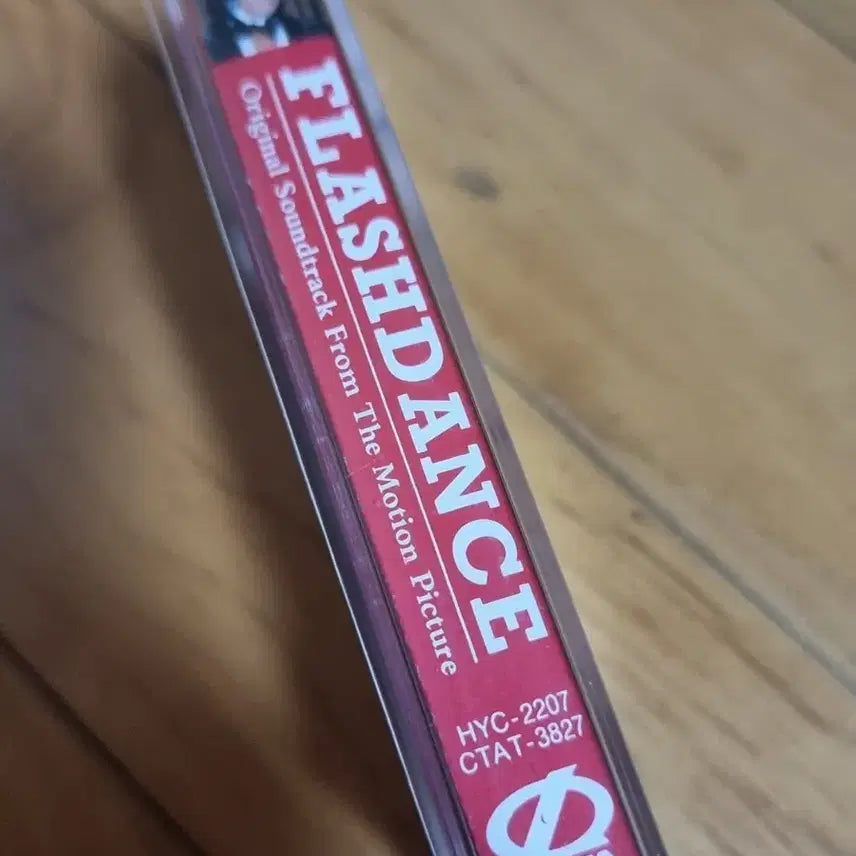 FLASHDANCE
Original Soundtrack From The Motion Picture
HYC-2207
CTAT-3827